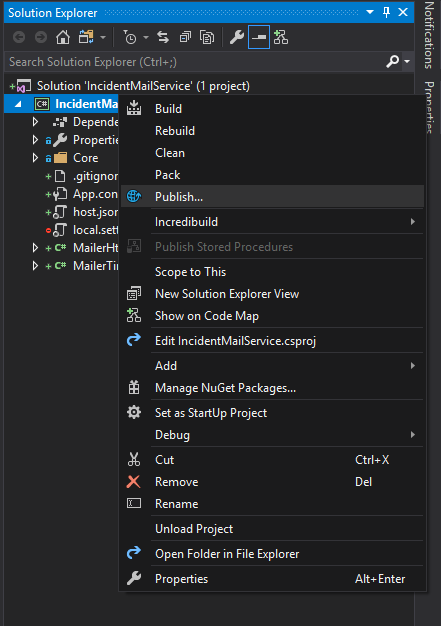 Solution Explorer
Search Solution Explorer (Ctrl+;)
Solution 'IncidentMailService' (1 project)
C# IncidentMa
Depende
Propertie
Core
.gitignor
App.con
host.json
local.sett
C# MailerHt
C# MailerTir
Build
Rebuild
Clean
Pack
Publish...
Incredibuild
Publish Stored Procedures
Scope to This
New Solution Explorer View
Show on Code Map
Edit IncidentMailService.csproj
Add
Manage NuGet Packages...
Set as StartUp Project
Debug
Cut Ctrl+X
Remove Del
Rename
Unload Project
Open Folder in File Explorer
Properties Alt+Enter
Notifications
Properties